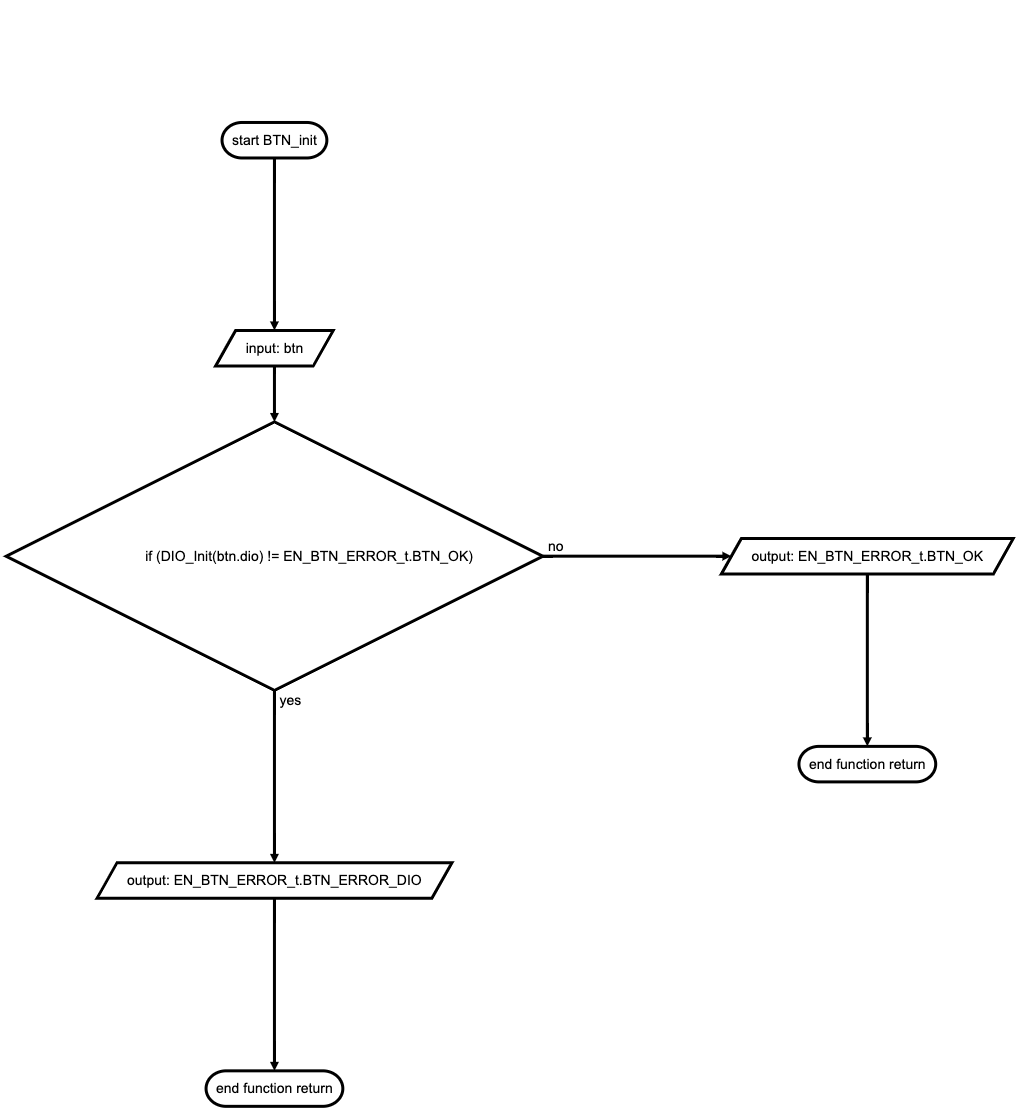 start BTN_init
input: btn
if (DIO_Init(btn.dio) != EN_BTN_ERROR_t.BTN_OK)
no
output: EN_BTN_ERROR_t.BTN_OK
yes
end function return
output: EN_BTN_ERROR_t.BTN_ERROR_DIO
end function return